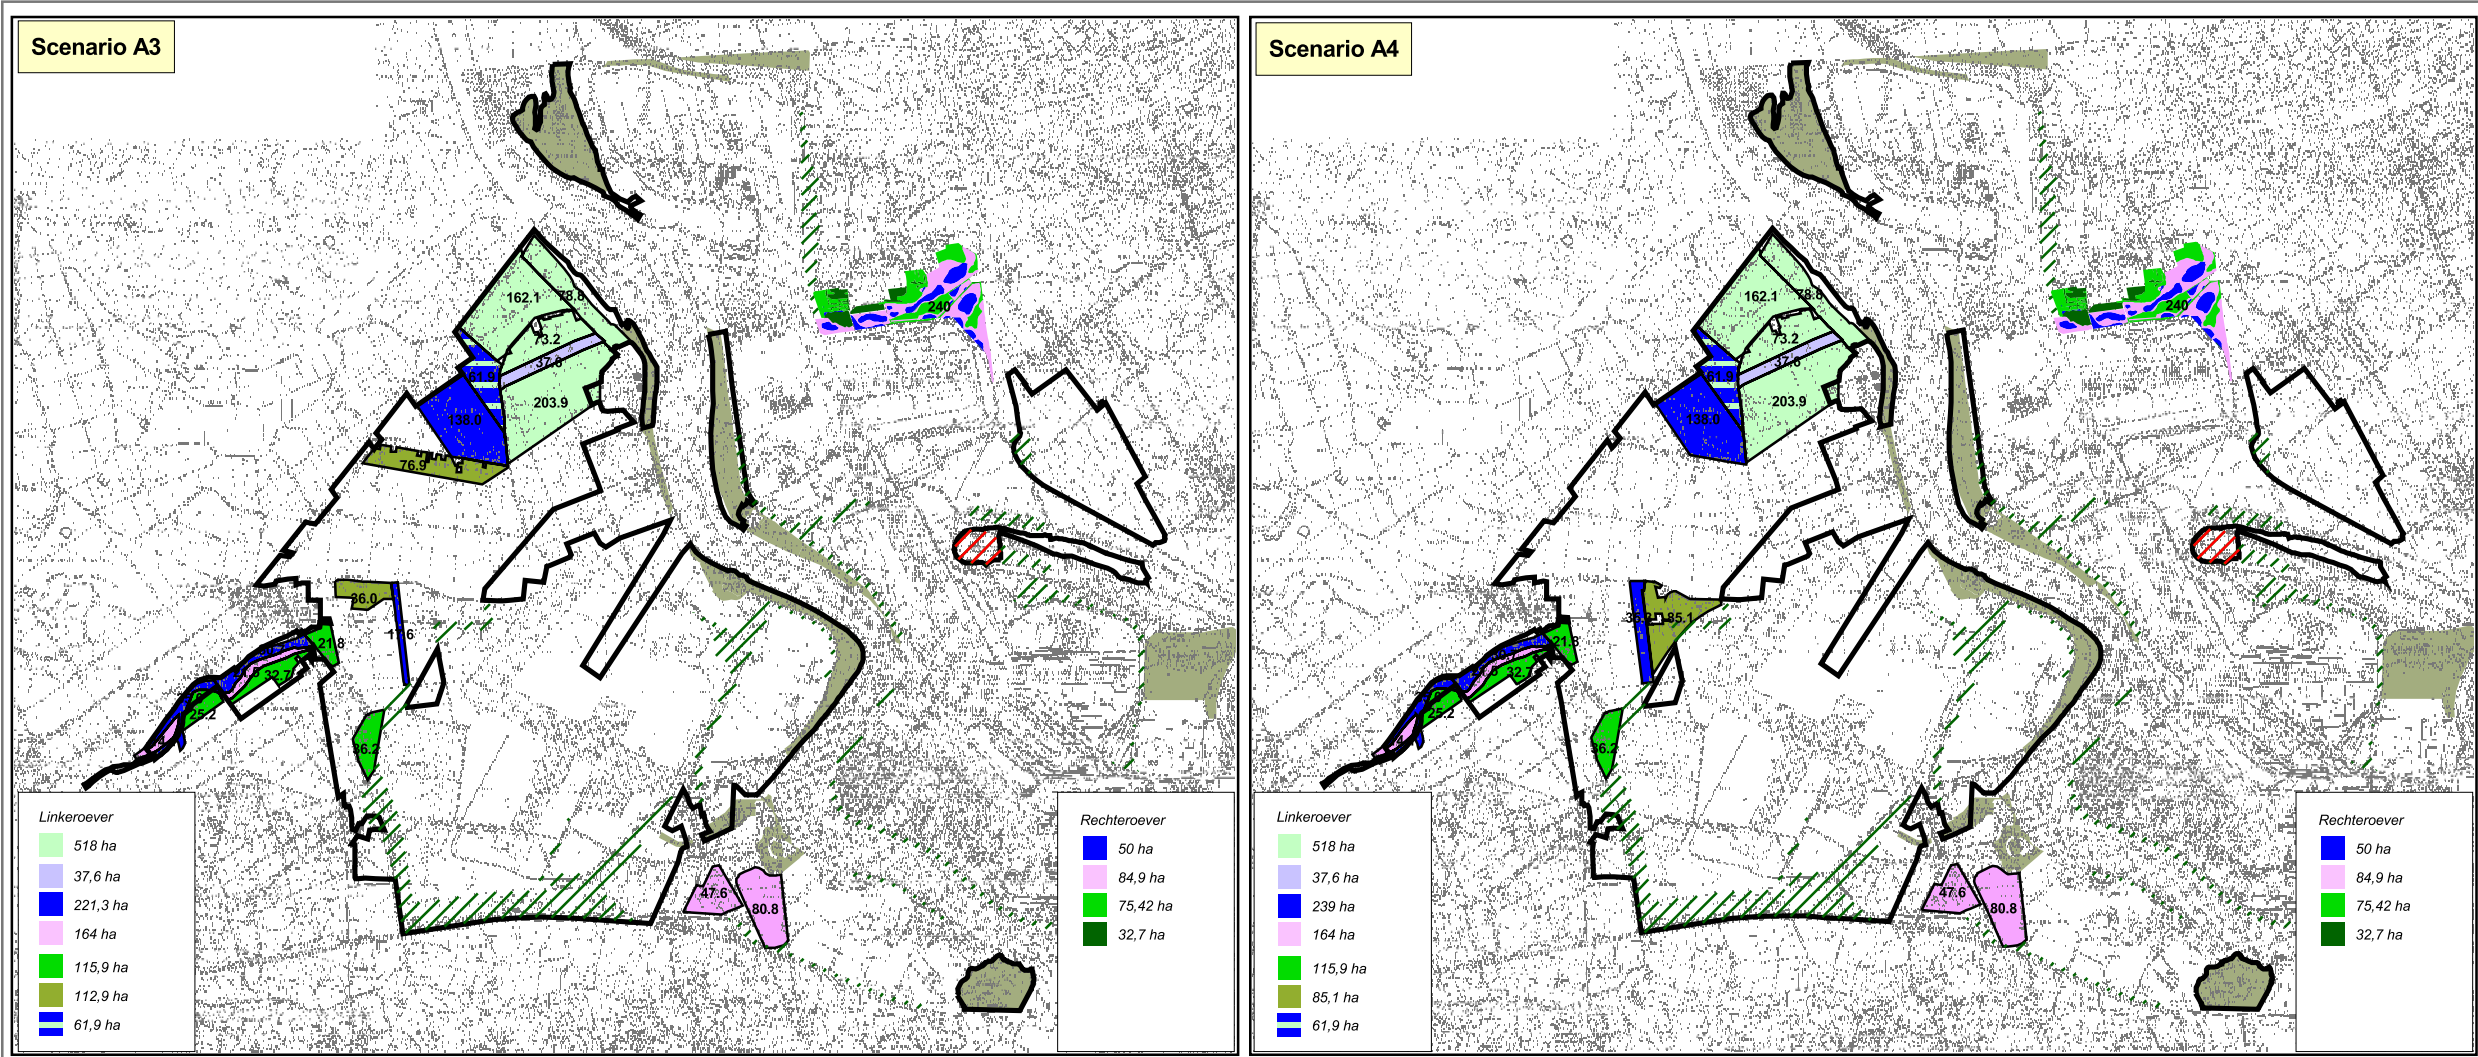 Scenario A3
162.1
78.8
73.2
37.6
61.9
203.9
138.0
76.9
240
36.0
17.6
21.8
32.7
25.2
36.2
47.6
80.8
Linkeroever
518 ha
37,6 ha
221,3 ha
164 ha
115,9 ha
112,9 ha
61,9 ha
Rechteroever
50 ha
84,9 ha
75,42 ha
32,7 ha
Scenario A4
162.1
78.8
73.2
37.6
61.9
203.9
138.0
240
85.1
21.8
32.7
25.2
36.2
47.6
80.8
Linkeroever
518 ha
37,6 ha
239 ha
164 ha
115,9 ha
85,1 ha
61,9 ha
Rechteroever
50 ha
84,9 ha
75,42 ha
32,7 ha